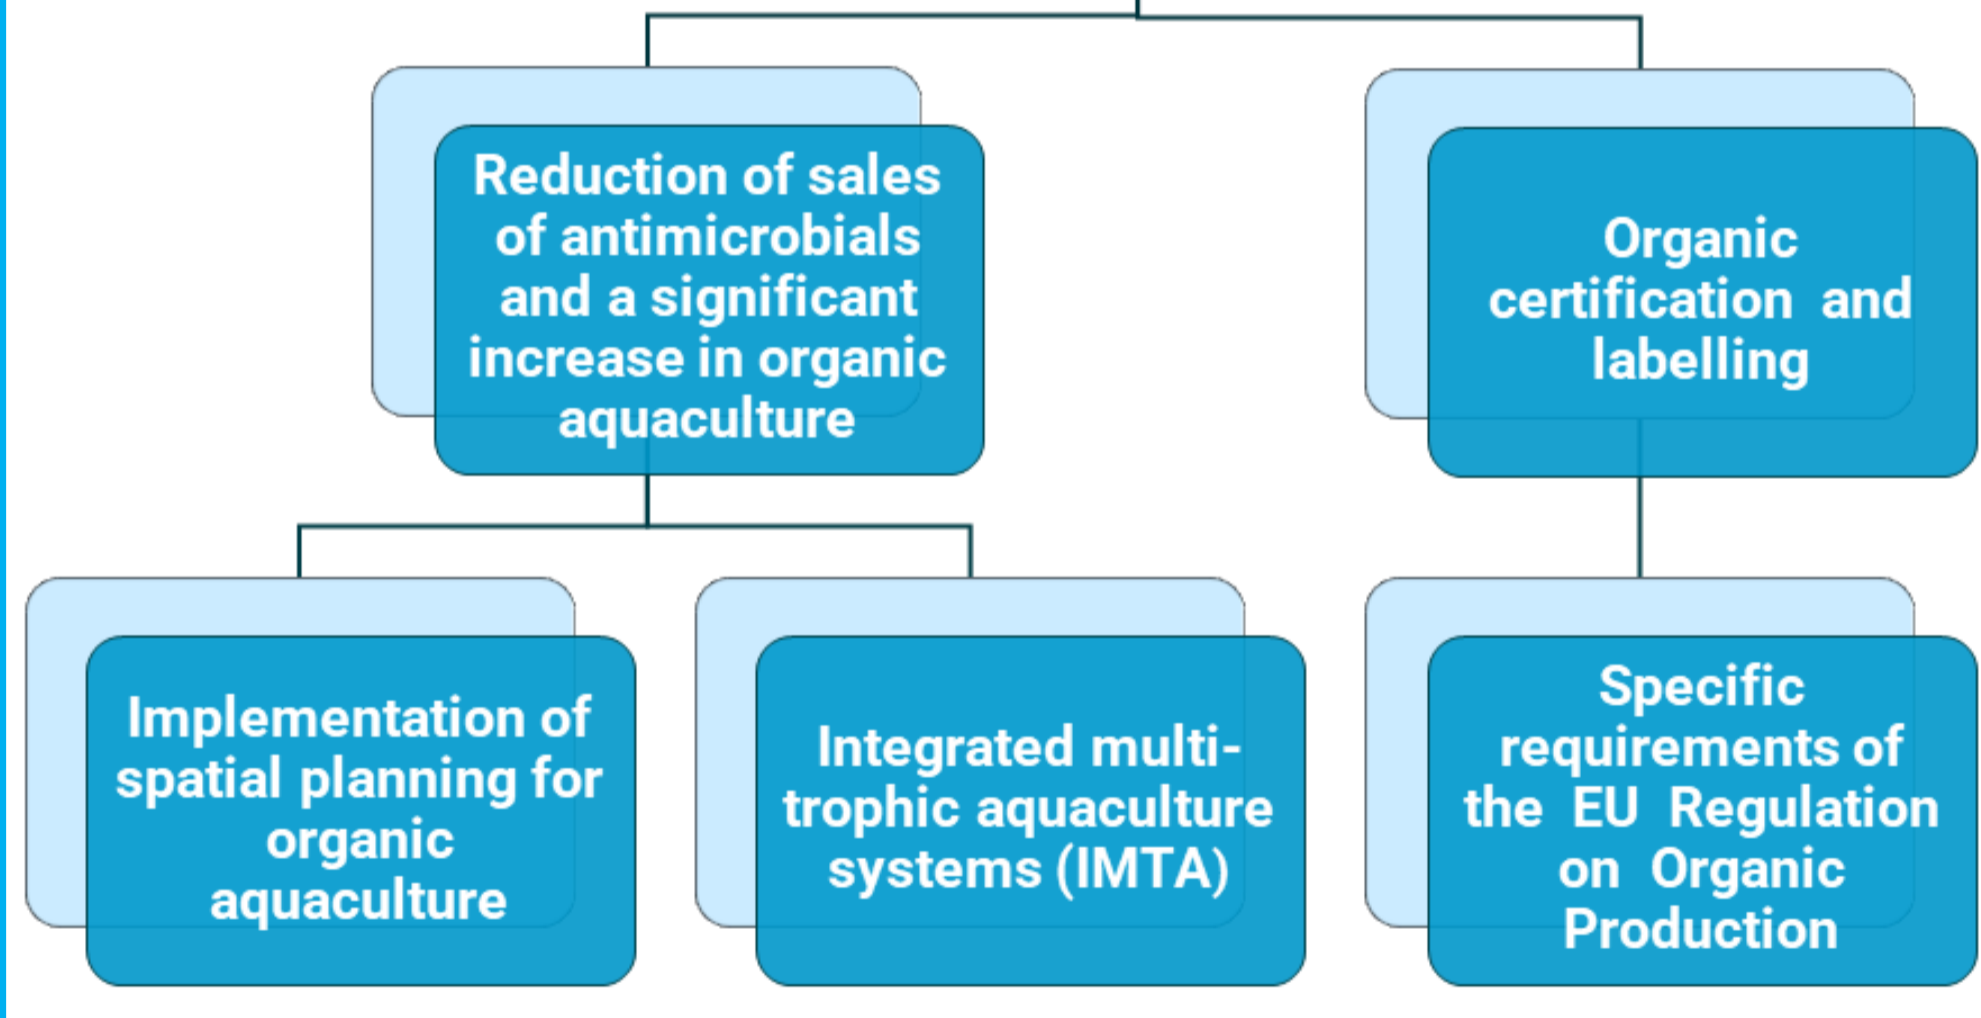 Reduction of sales
of antimicrobials
and a significant
increase in organic
aquaculture
Organic
certification and
labelling
Implementation of
spatial planning for
organic
aquaculture
Integrated multi-
trophic aquaculture
systems (IMTA)
Specific
requirements of
the EU Regulation
on Organic
Production